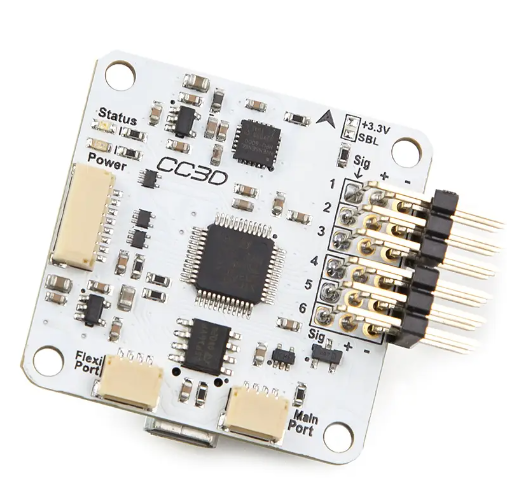 Status
Power
CC3D
+3.3V
SBL
Sig
+ -
1
2
3
4
5
6
Sig
+ -
Flexi
Port
Main
Port